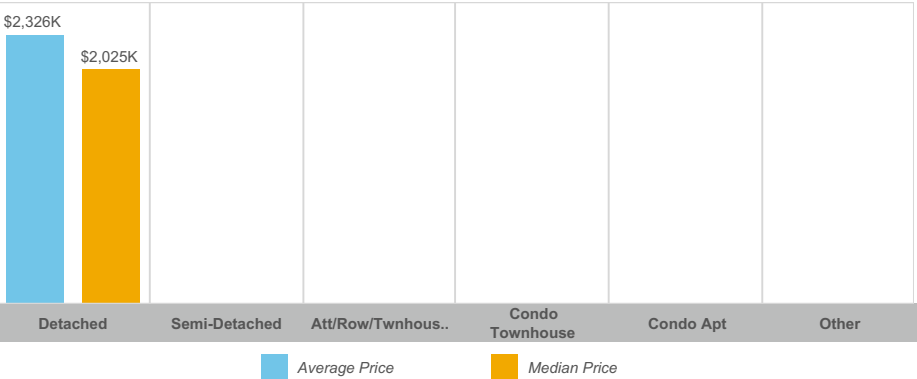 $2,326K
$2,025K
Detached
Semi-Detached
Att/Row/Twnhous..
Condo
Townhouse
Condo Apt
Other
Average Price
Median Price